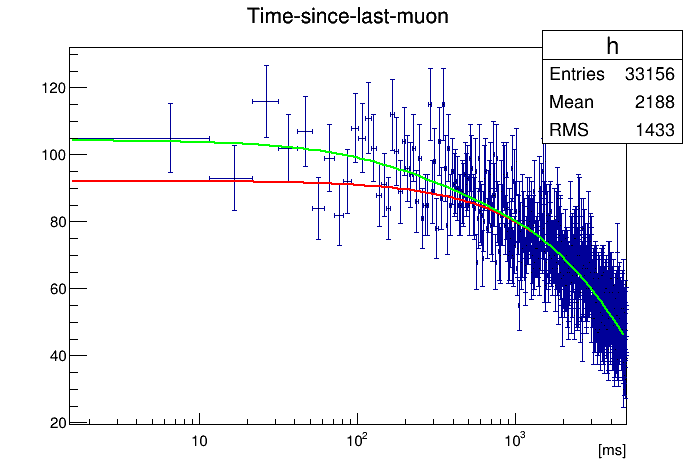 Time-since-last-muon
h
Entries 33156
Mean 2188
RMS 1433
120
100
80
60
40
20
10
10²
10³
[ms]